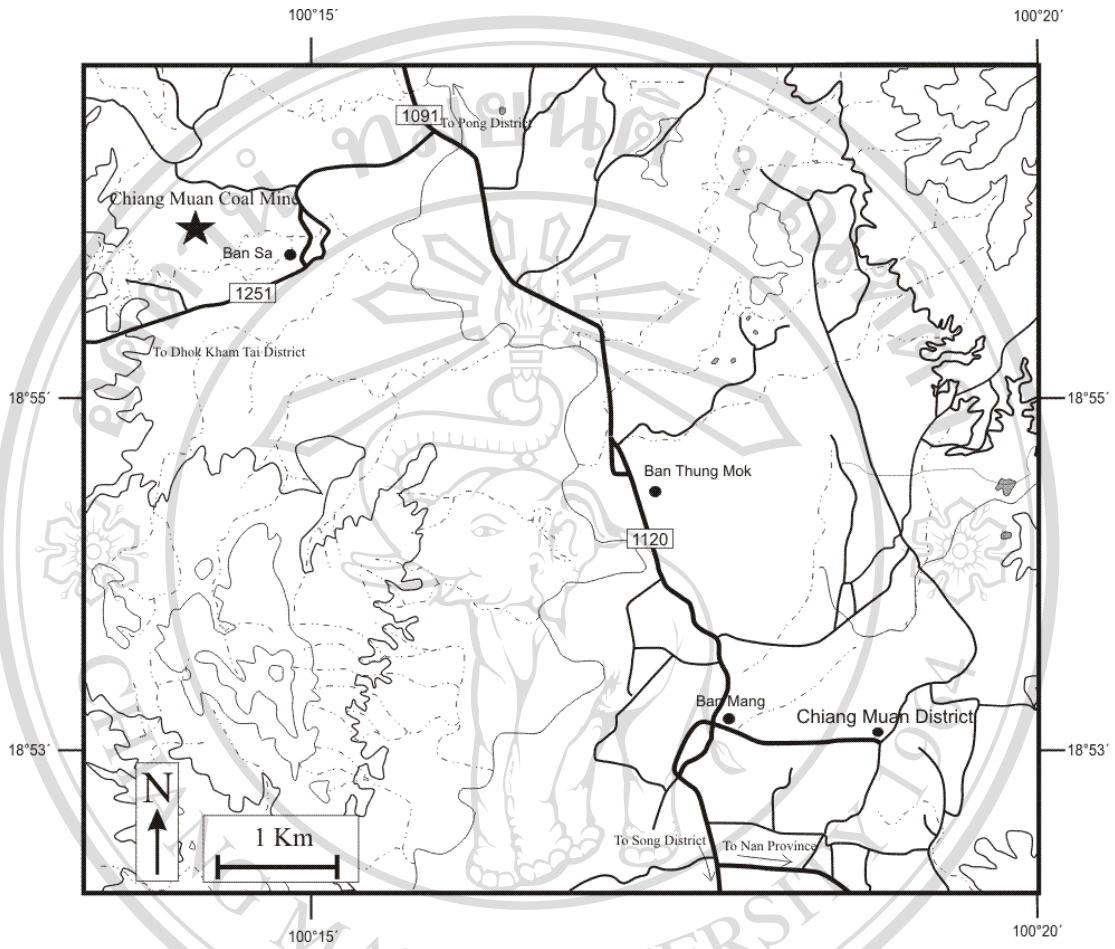 100°15′
100°20′
1091
To Pong District
Chiang Muan Coal Mine
Ban Sa
1251
To Dhok Kham Tai District
18°55′
18°55′
Ban Thung Mok
1120
Ban Mang
Chiang Muan District
18°53′
18°53′
N
1 Km
To Song District
To Nan Province
100°15′
100°20′